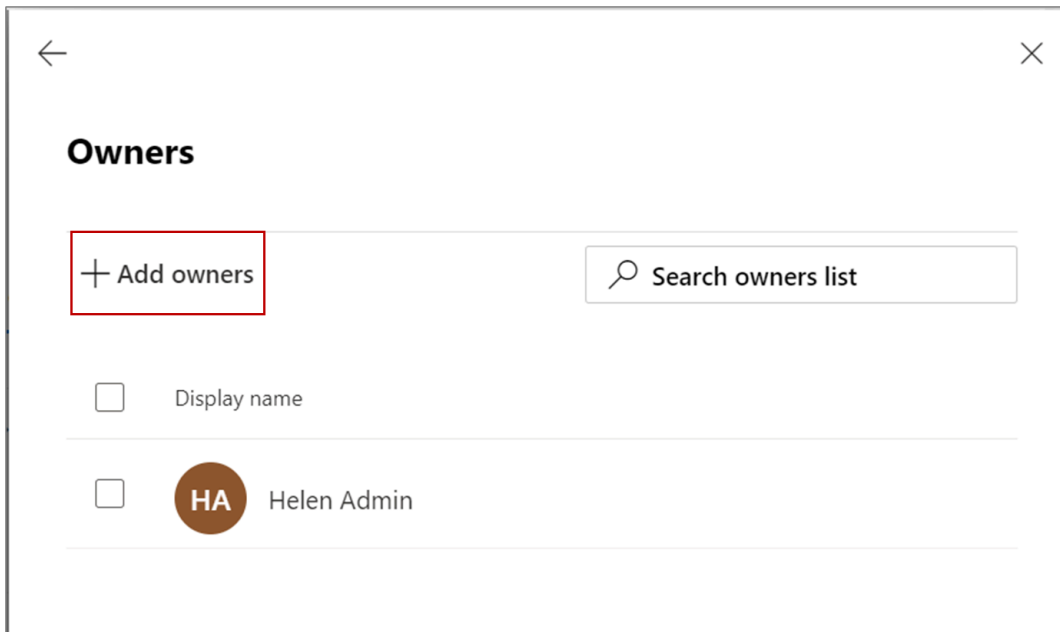 Owners
Add owners
Search owners list
Display name
HA
Helen Admin